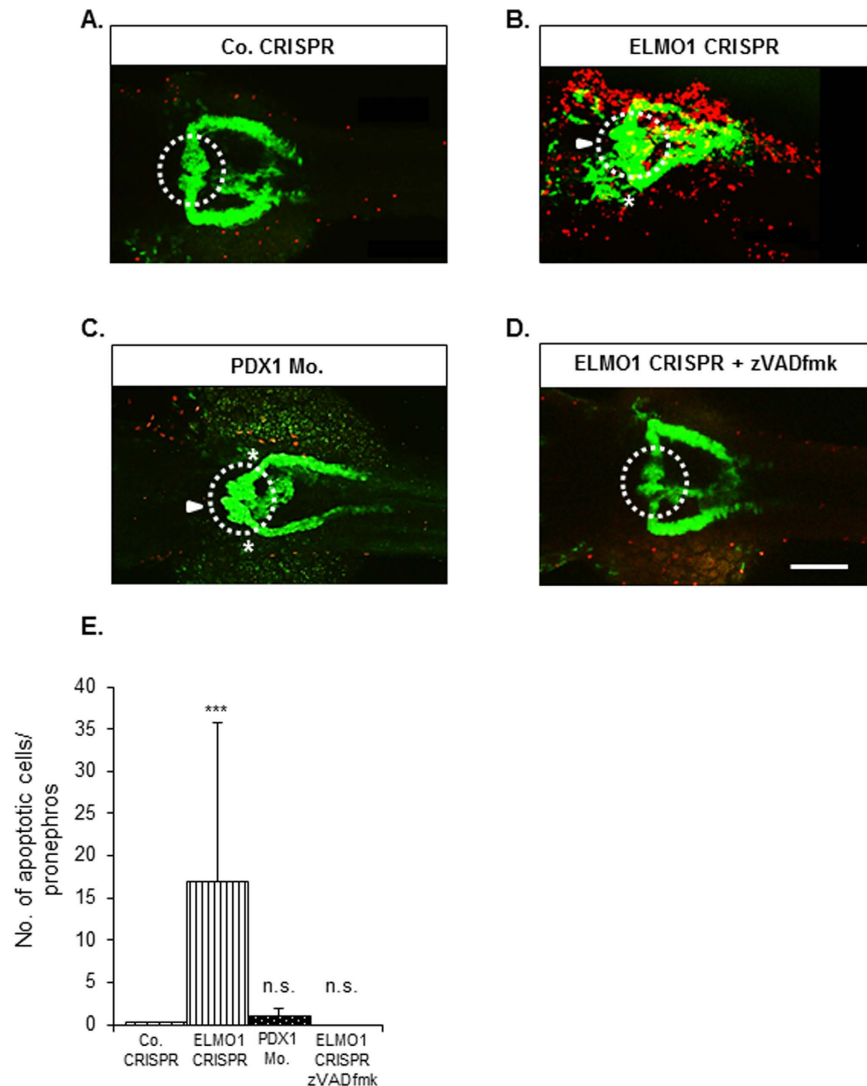 A.
Co. CRISPR
B.
ELMO1 CRISPR
*
C.
PDX1 Mo.
*
*
D.
ELMO1 CRISPR + zVADfmk
E.
No. of apoptotic cells/
pronephros
40
35
30
25
20
15
10
5
0
***
n.s.
n.s.
Co.
CRISPR
ELMO1
CRISPR
PDX1
Mo.
ELMO1
CRISPR
zVADfmk